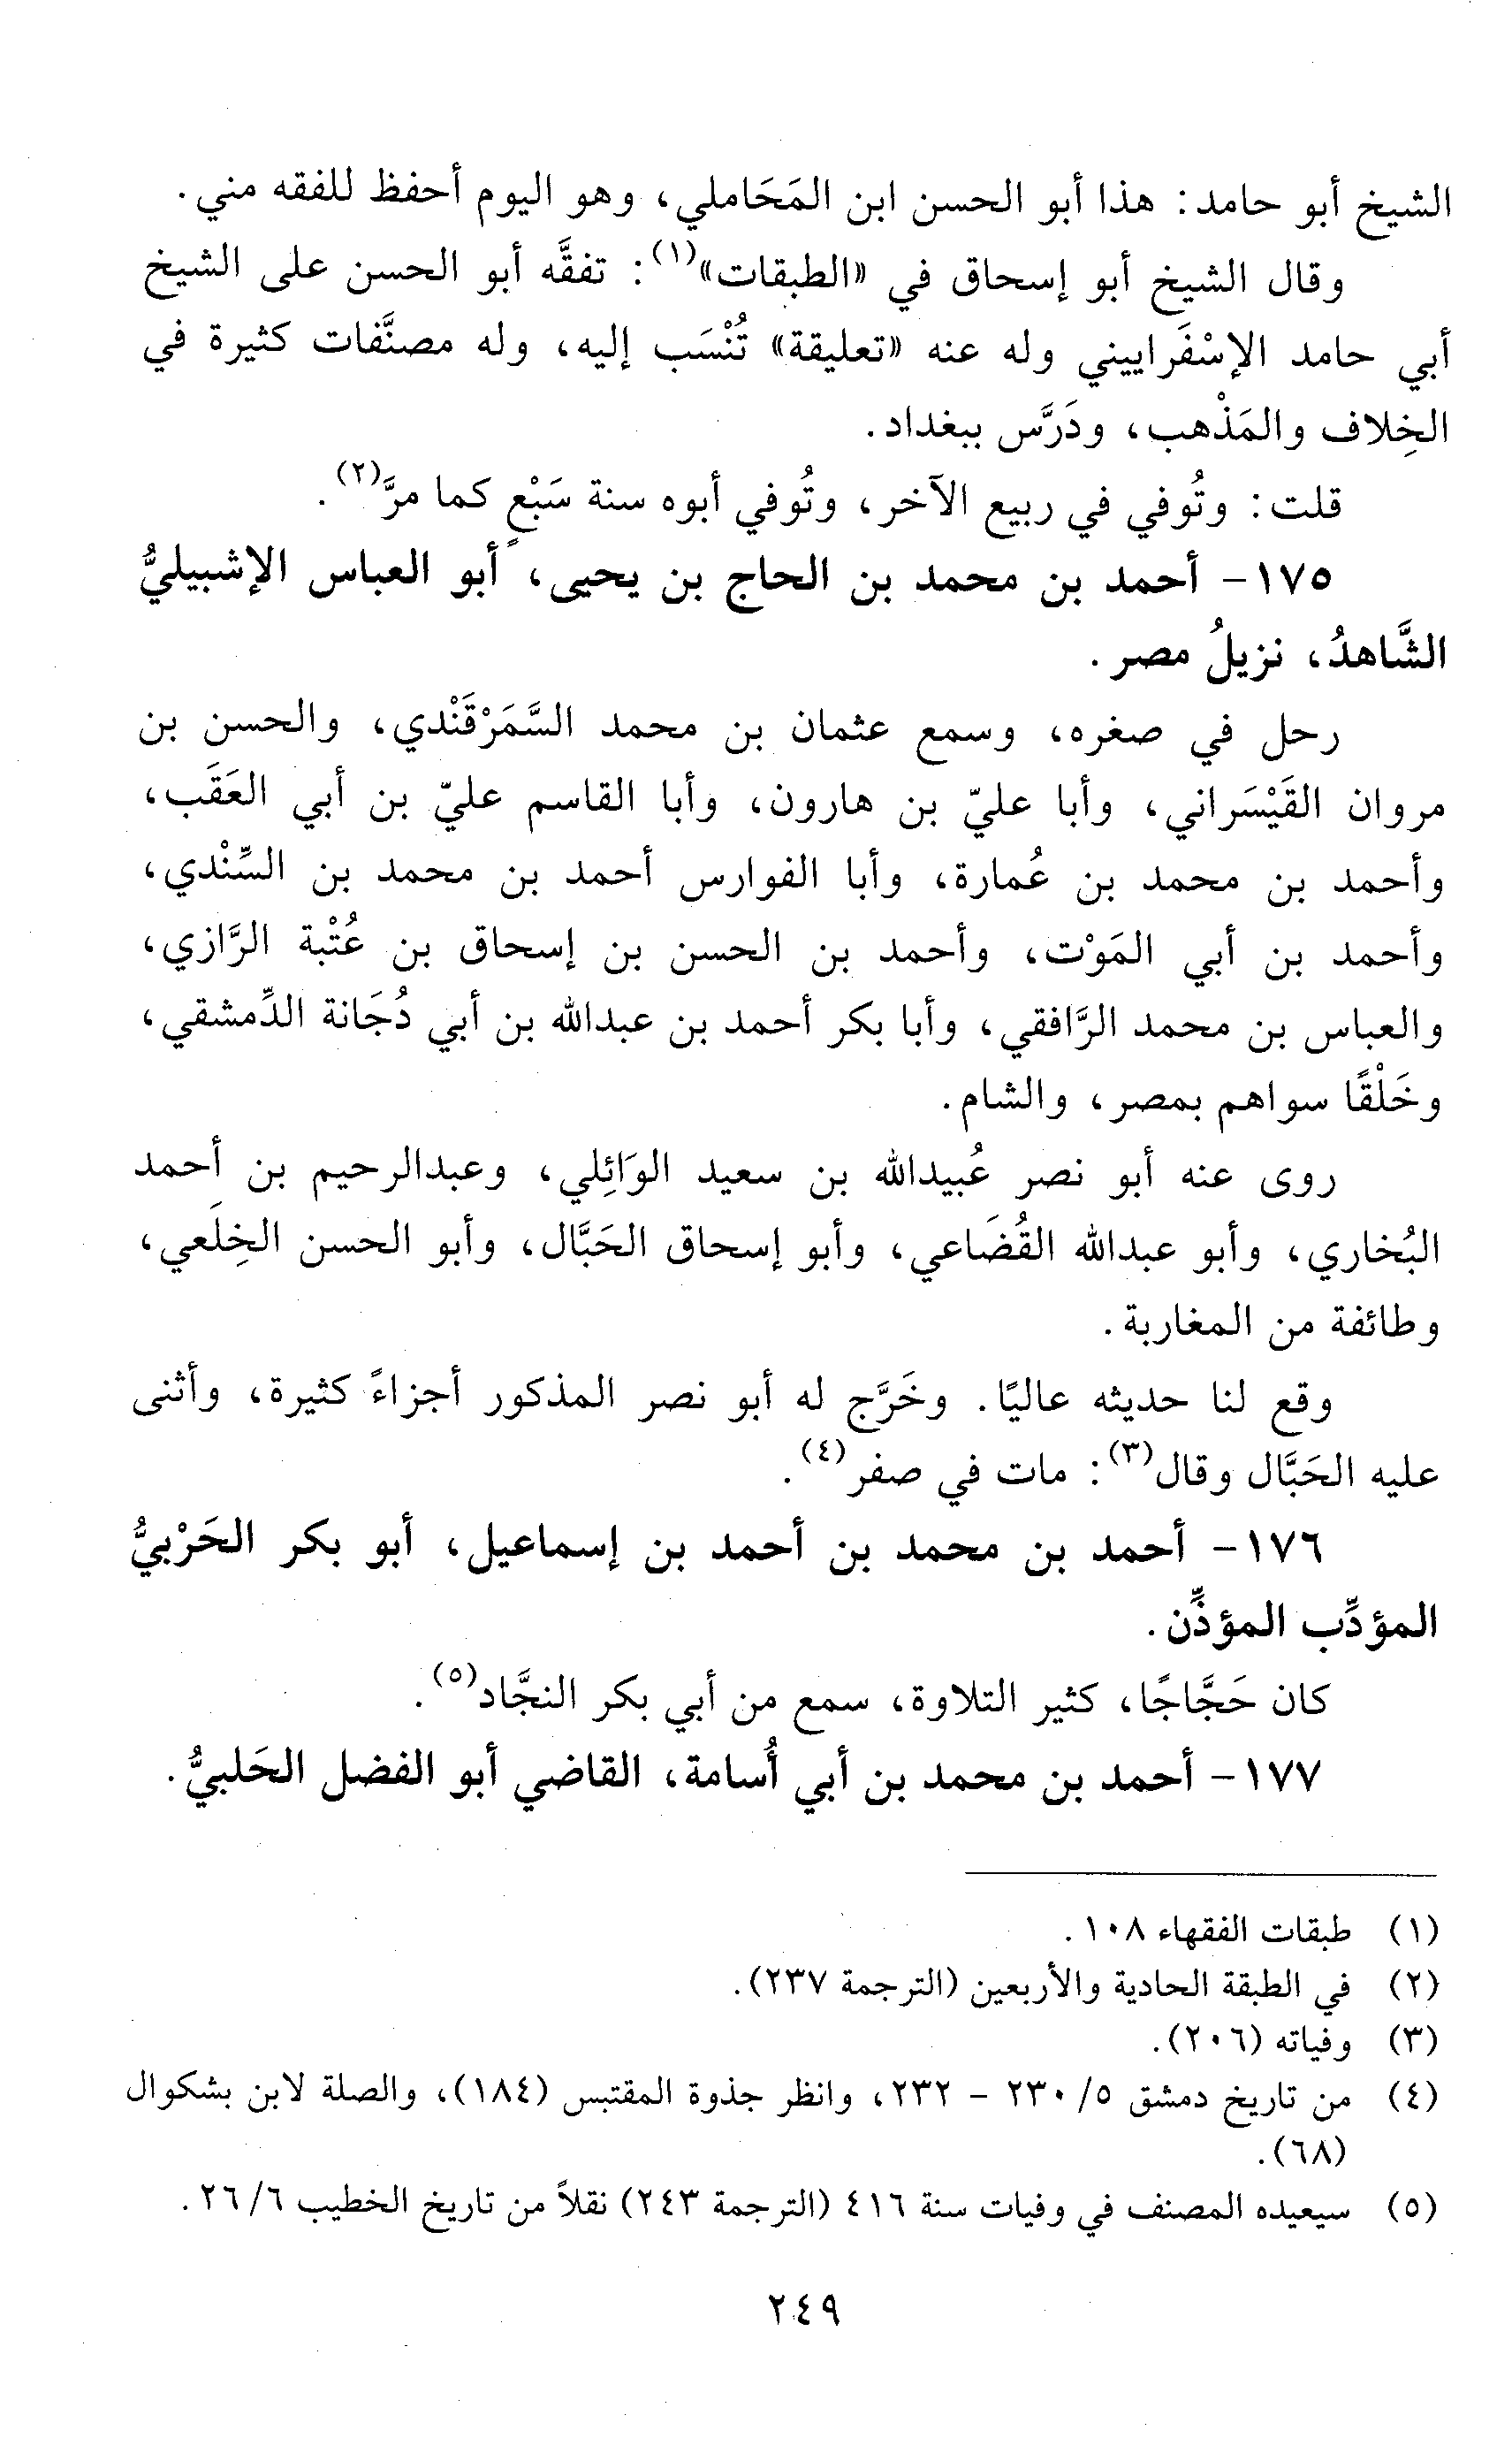 الشيخ أبو حامد: هذا أبو الحسن ابن المَحَاملي، وهو اليوم أحفظ للفقه مني.
وقال الشيخ أبو إسحاق في «الطبقات»(١): تفقَّه أبو الحسن على الشيخ
أبي حامد الإسْفَراييني وله عنه «تعليقة» تُنْسَب إليه، وله مصنَّفات كثيرة في
الخِلاف والمَذْهب، ودَرَّس ببغداد.
قلت: وتُوفي في ربيع الآخر، وتُوفي أبوه سنة سَبْعٍ كما مرَّ(٢).
١٧٥- أحمد بن محمد بن الحاج بن يحيى، أبو العباس الإشبيليُّ
الشَّاهدُ، نزيلُ مصر.
رحل في صغره، وسمع عثمان بن محمد السَّمَرْقَنْدي، والحسن بن
مروان القَيْسَراني، وأبا عليّ بن هارون، وأبا القاسم عليّ بن أبي العَقَب،
وأحمد بن محمد بن عُمارة، وأبا الفوارس أحمد بن محمد بن السِّنْدي،
وأحمد بن أبي المَوْت، وأحمد بن الحسن بن إسحاق بن عُتْبة الرَّازي،
والعباس بن محمد الرَّافقي، وأبا بكر أحمد بن عبدالله بن أبي دُجَانة الدِّمشقي،
وخَلْقًا سواهم بمصر، والشام.
روى عنه أبو نصر عُبيدالله بن سعيد الوَائِلي، وعبدالرحيم بن أحمد
البُخاري، وأبو عبدالله القُضَاعي، وأبو إسحاق الحَبَّال، وأبو الحسن الخِلَعي،
وطائفة من المغاربة.
وقع لنا حديثه عاليًا. وخَرَّج له أبو نصر المذكور أجزاءً كثيرة، وأثنى
عليه الحَبَّال وقال(٣): مات في صفر(٤).
١٧٦- أحمد بن محمد بن أحمد بن إسماعيل، أبو بكر الحَرْبيُّ
المؤدِّب المؤذِّن.
كان حَجَّاجًا، كثير التلاوة، سمع من أبي بكر النجَّاد(٥).
١٧٧- أحمد بن محمد بن أبي أُسامة، القاضي أبو الفضل الحَلبيُّ.
(١) طبقات الفقهاء ١٠٨.
(٢) في الطبقة الحادية والأربعين (الترجمة ٢٣٧).
(٣) وفياته (٢٠٦).
(٤) من تاريخ دمشق ٥/ ٢٣٠ - ٢٣٢، وانظر جذوة المقتبس (١٨٤)، والصلة لابن بشكوال
(٦٨).
(٥) سيعيده المصنف في وفيات سنة ٤١٦ (الترجمة ٢٤٣) نقلاً من تاريخ الخطيب ٦/ ٢٦.
٢٤٩